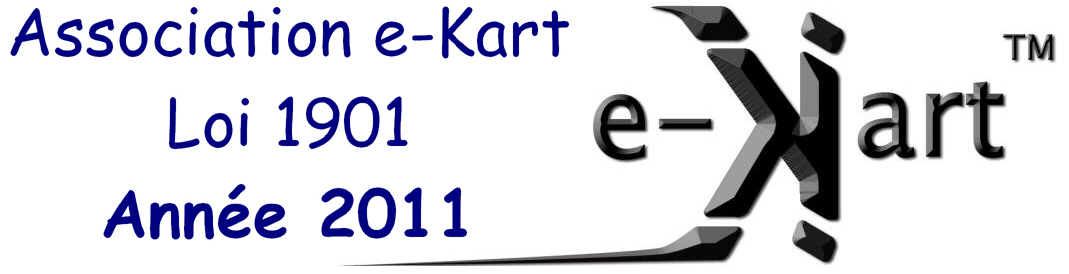 Association e-Kart
Loi 1901
Année 2011
e-Kart™